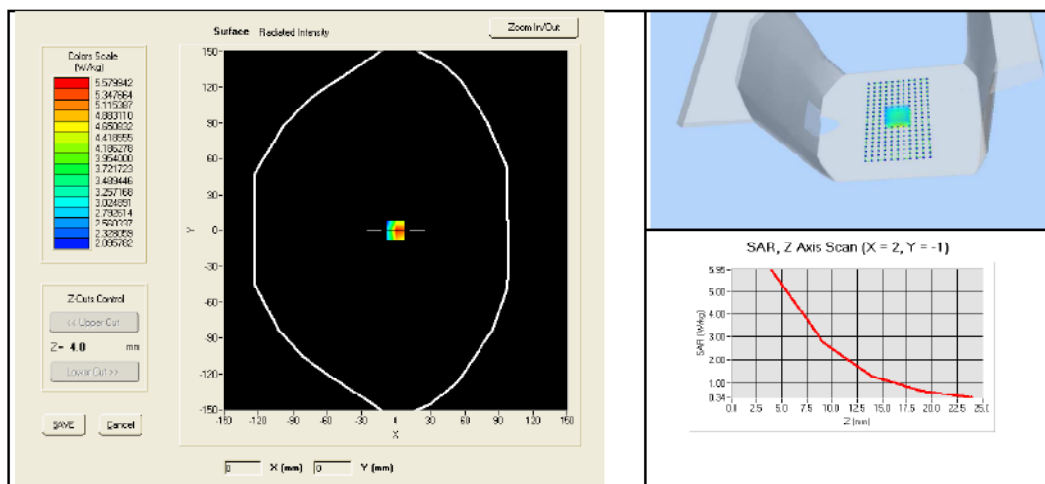 Surface Radiated Intensity
Zoom In/Out
Colors Scale
(W/kg)
5.579942
5.347664
5.115387
4.883110
4.650832
4.418555
4.186278
3.954000
3.721723
3.489446
3.257168
3.024891
2.792614
2.560337
2.328059
2.095782
Z-Cuts Control
<< Upper Cut
Z= 4.0 mm
Lower Cut >>
SAVE Cancel
150
120
90
60
30
0
-30
-60
-90
-120
-150
Y
-150 -120 -90 -60 -30 30 60 90 120 150
X
0 X (mm) 0 Y (mm)
SAR, Z Axis Scan (X = 2, Y = -1)
SAR (W/kg)
5.95
5.00
4.00
3.00
2.00
1.00
0.34
2.5 5.0 7.5 10.0 12.5 15.0 17.5 20.0 22.5 25.0
Z (mm)